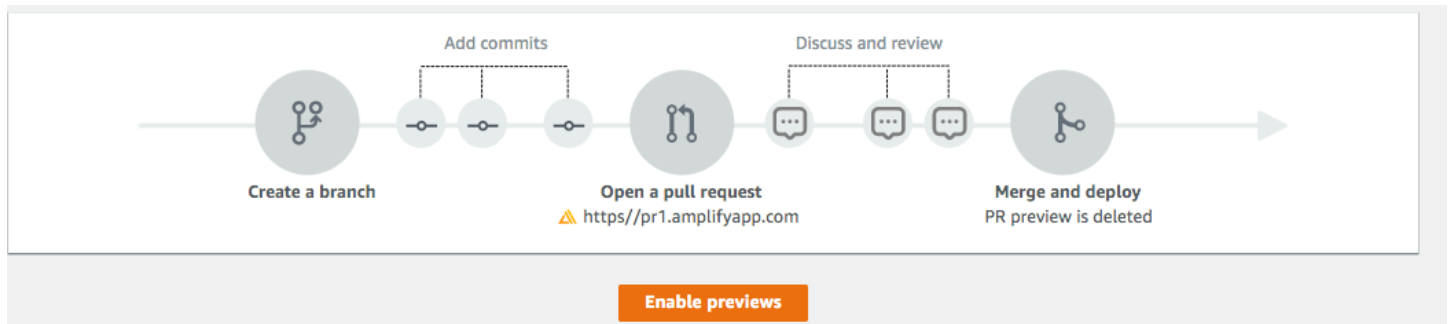 Add commits
Discuss and review
Create a branch
Open a pull request
https//pr1.amplifyapp.com
Merge and deploy
PR preview is deleted
Enable previews